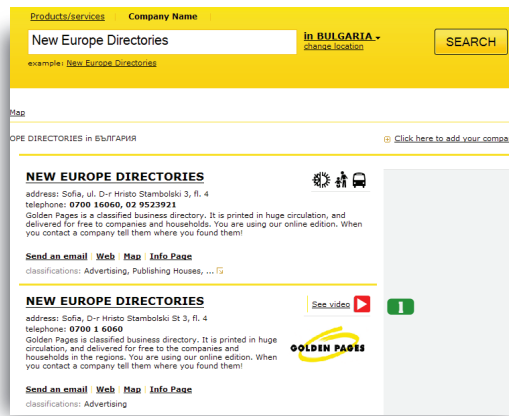 Products/services | Company Name |
New Europe Directories
in BULGARIA
change location
SEARCH
example: New Europe Directories
Map
OPE DIRECTORIES in БЪЛГАРИЯ
Click here to add your compa
NEW EUROPE DIRECTORIES
address: Sofia, ul. D-r Hristo Stambolski 3, fl. 4
telephone: 0700 16060, 02 9523921
Golden Pages is a classified business directory. It is printed in huge circulation, and
delivered for free to companies and households. You are using our online edition. When
you contact a company tell them where you found them!
Send an email | Web | Map | Info Page
classifications: Advertising, Publishing Houses, ...
NEW EUROPE DIRECTORIES
See video
address: Sofia, D-r Hristo Stambolski St 3, fl. 4
telephone: 0700 1 6060
Golden Pages is classified business directory. It is printed in huge
circulation, and delivered for free to the companies and
households in the regions. You are using our online edition. When
you contact a company tell them where you found them!
GOLDEN PAGES
1
Send an email | Web | Map | Info Page
classifications: Advertising